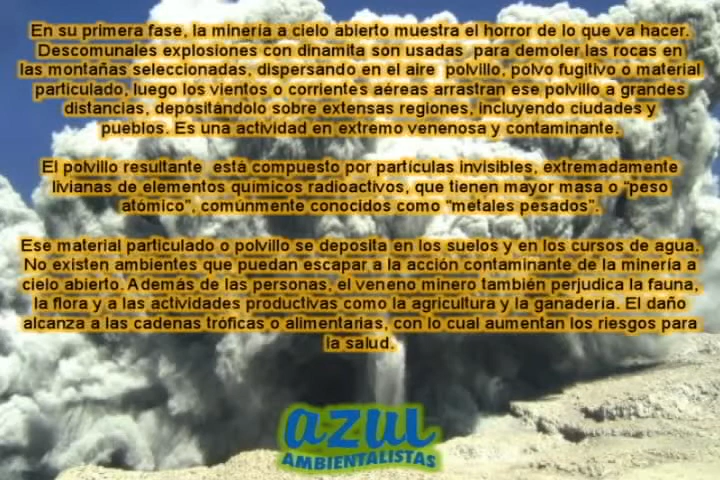 En su primera fase, la minería a cielo abierto muestra el horror de lo que va hacer.
Descomunales explosiones con dinamita son usadas para demoler las rocas en
las montañas seleccionadas, dispersando en el aire polvillo, polvo fugitivo o material
particulado, luego los vientos o corrientes aéreas arrastran ese polvillo a grandes
distancias, depositándolo sobre extensas regiones, incluyendo ciudades y
pueblos. Es una actividad en extremo venenosa y contaminante.
El polvillo resultante está compuesto por partículas invisibles, extremadamente
livianas de elementos químicos radioactivos, que tienen mayor masa o "peso
atómico", comúnmente conocidos como "metales pesados".
Ese material particulado o polvillo se deposita en los suelos y en los cursos de agua.
No existen ambientes que puedan escapar a la acción contaminante de la minería a
cielo abierto. Además de las personas, el veneno minero también perjudica la fauna,
la flora y a las actividades productivas como la agricultura y la ganadería. El daño
alcanza a las cadenas tróficas o alimentarias, con lo cual aumentan los riesgos para
la salud.
azul
AMBIENTALISTAS